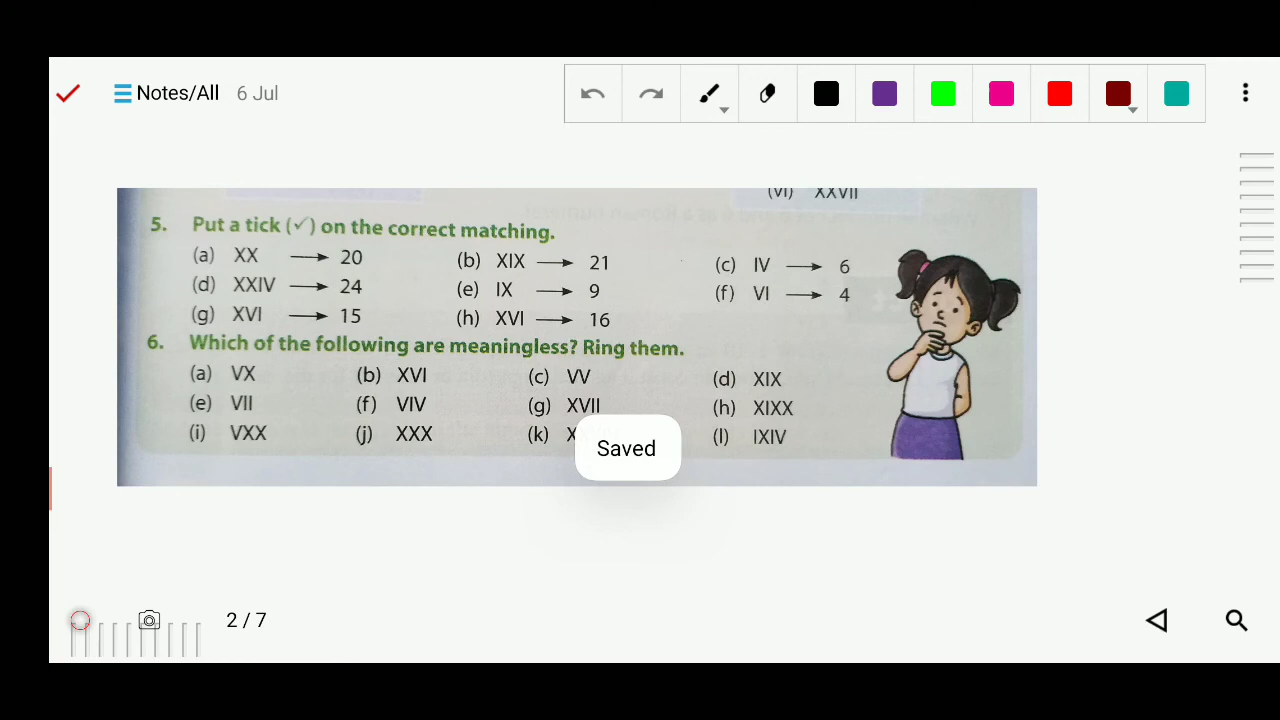 Notes/All 6 Jul
(vi) XXVII
5. Put a tick (✓) on the correct matching.
(a) XX → 20 (b) XIX → 21 (c) IV → 6
(d) XXIV → 24 (e) IX → 9 (f) VI → 4
(g) XVI → 15 (h) XVI → 16
6. Which of the following are meaningless? Ring them.
(a) VX (b) XVI (c) VV (d) XIX
(e) VII (f) VIV (g) XVII (h) XIXX
(i) VXX (j) XXX (k) (l) IXIV
Saved
2 / 7